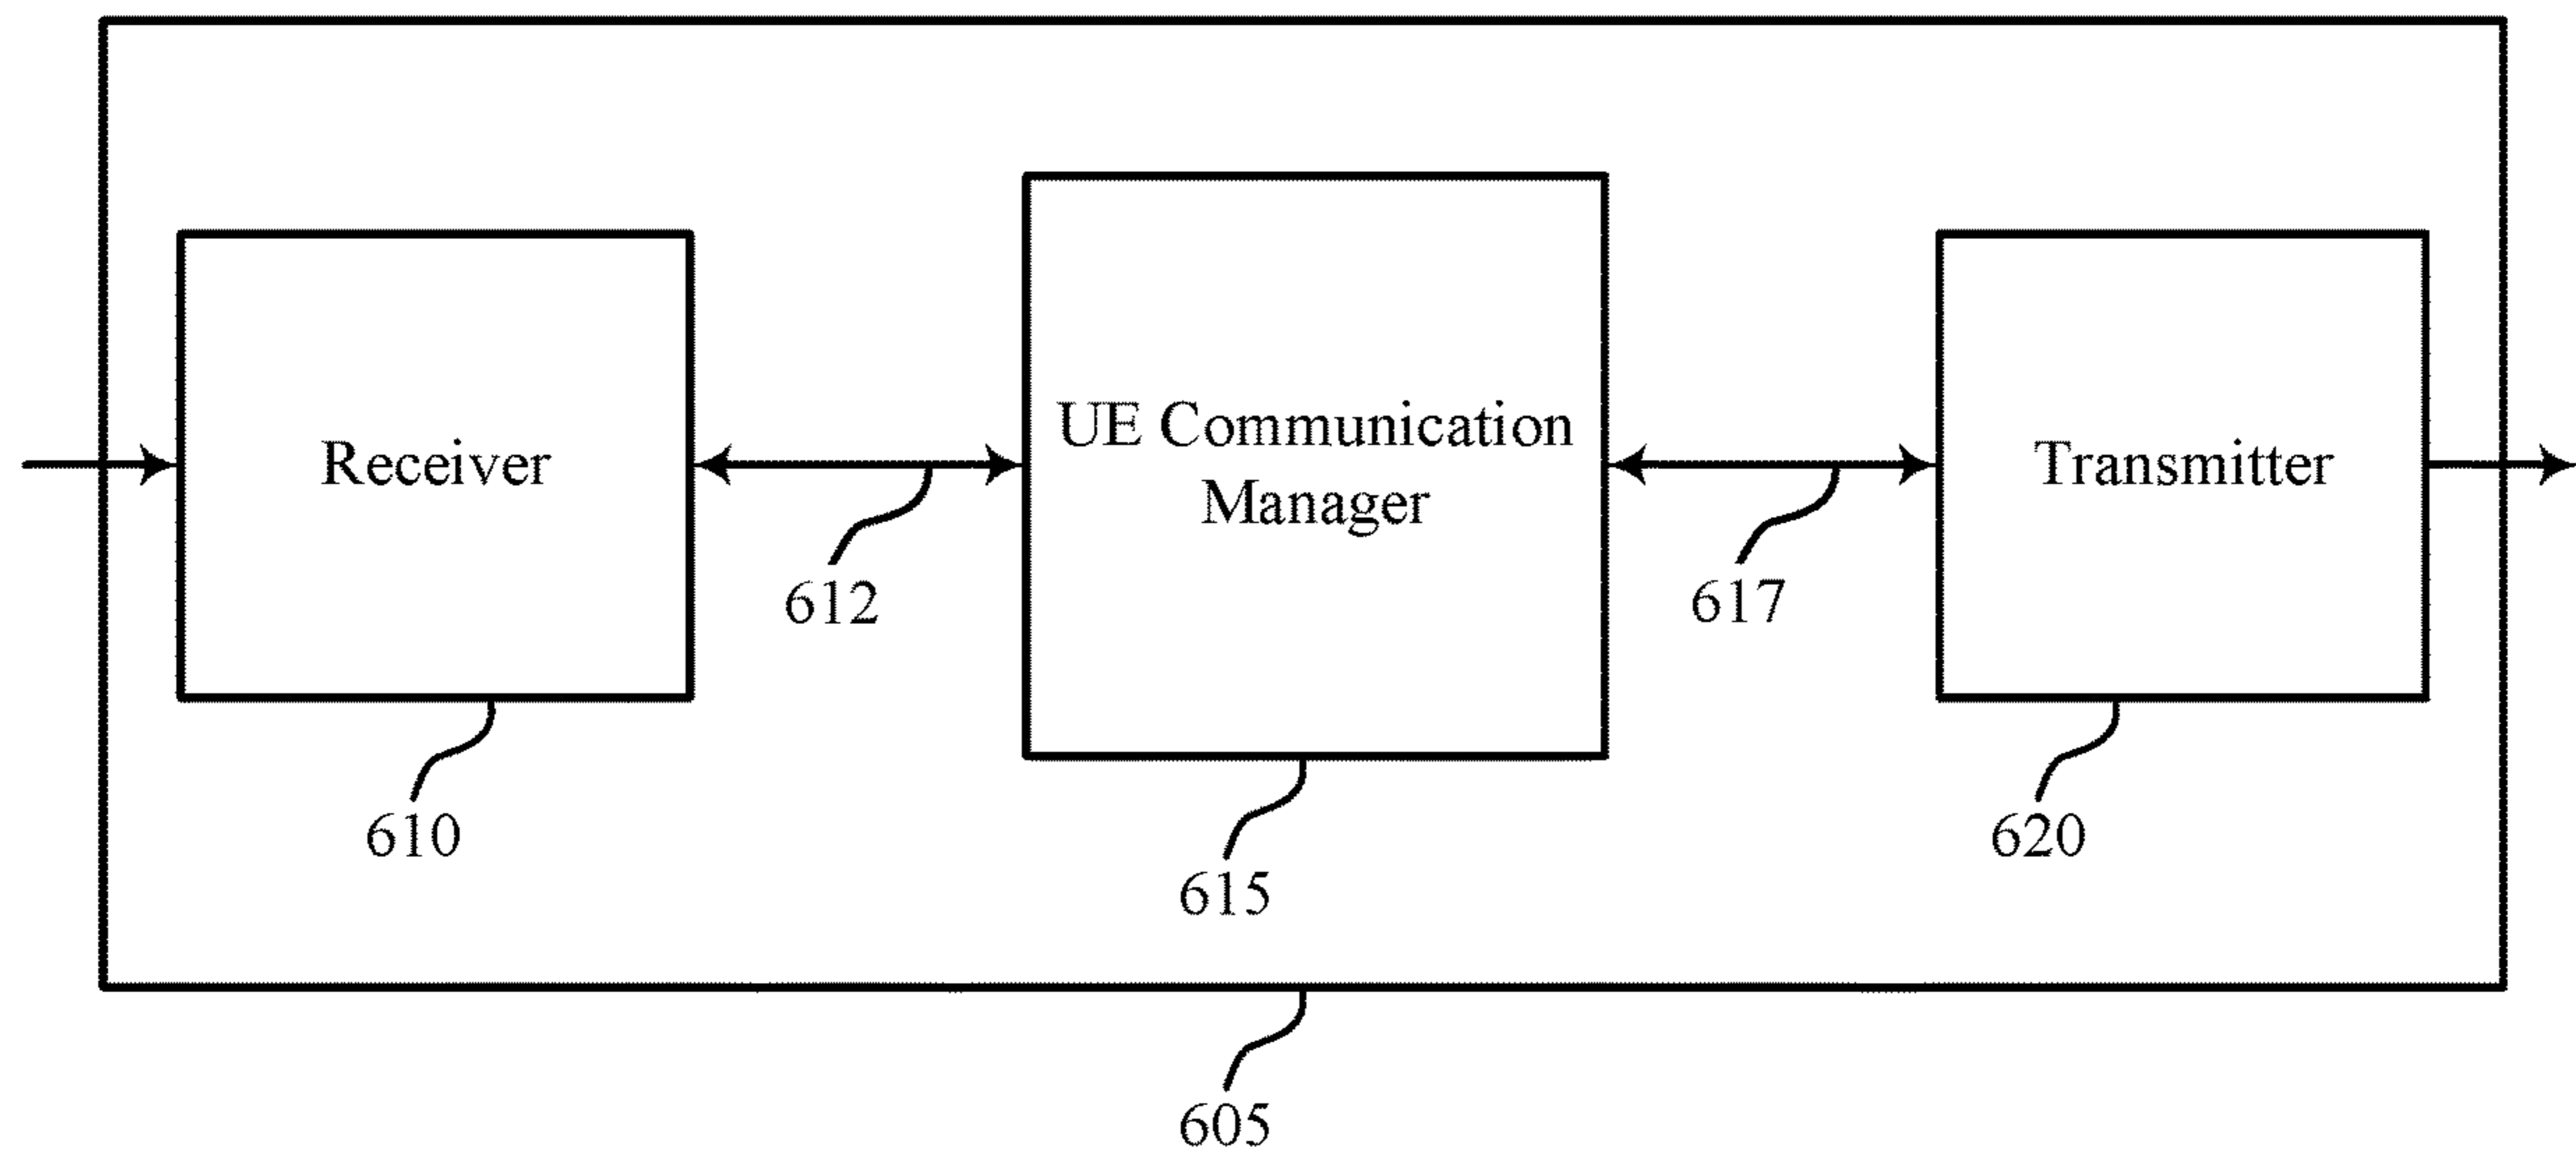 Receiver
UE Communication
Manager
Transmitter
612
617
610
615
620
605